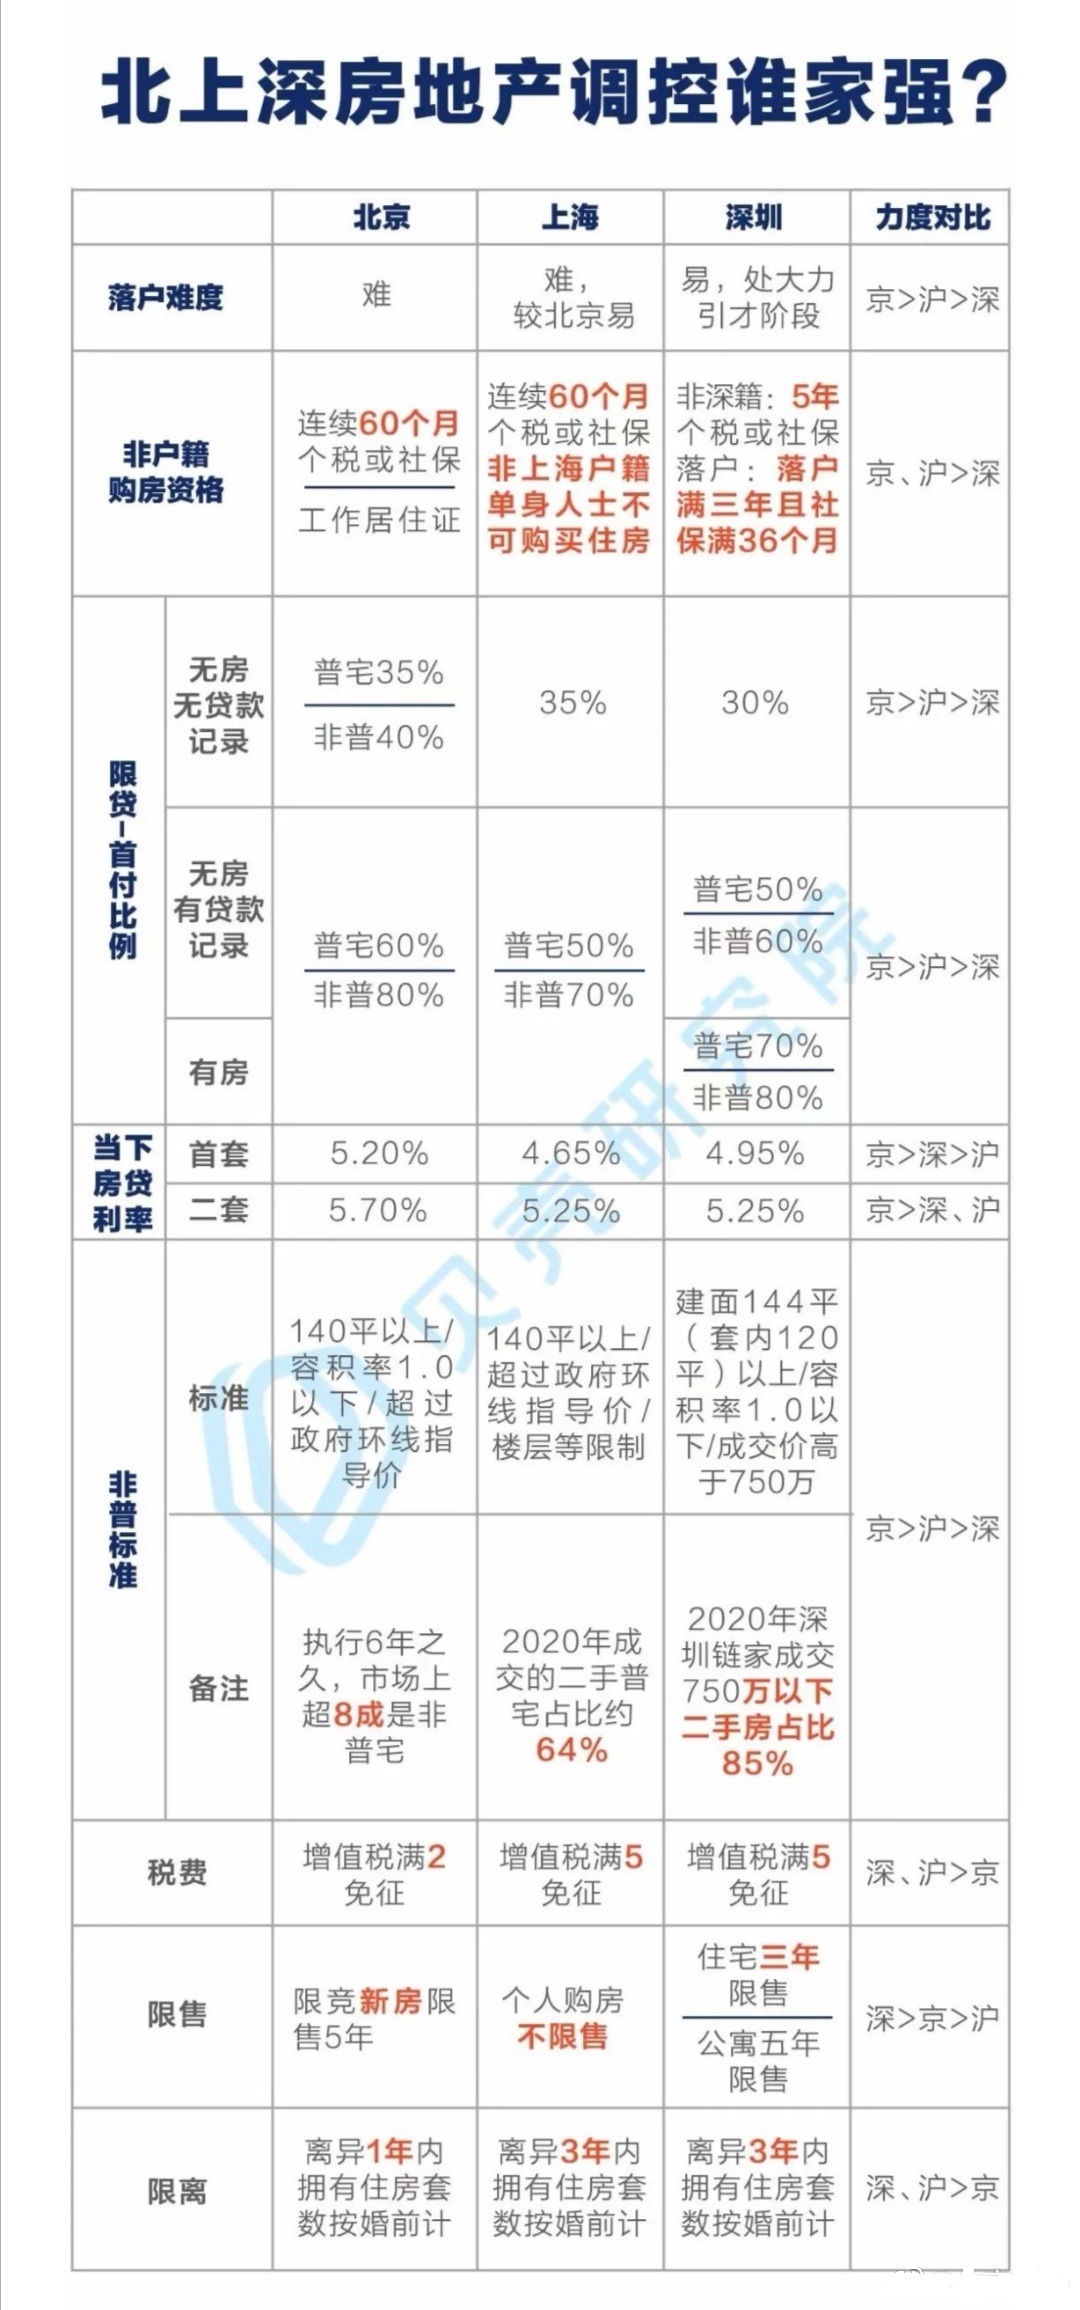 北上深房地产调控谁家强?
北京
上海
深圳
力度对比
落户难度
难
难，
较北京易
易，处大力
引才阶段
京>沪>深
非户籍
购房资格
连续60个月
个税或社保
工作居住证
连续60个月
个税或社保
非上海户籍
单身人士不
可购买住房
非深籍：5年
个税或社保
落户：落户
满三年且社
保满36个月
京、沪>深
限贷-首付比例
无房
无贷款
记录
普宅35%
非普40%
35%
30%
京>沪>深
无房
有贷款
记录
有房
普宅60%
非普80%
普宅50%
非普70%
普宅50%
非普60%
普宅70%
非普80%
京>沪>深
当下
房贷
利率
首套
5.20%
4.65%
4.95%
京>深>沪
二套
5.70%
5.25%
5.25%
京>深、沪
非普标准
标准
140平以上/
容积率1.0
以下/超过
政府环线指
导价
140平以上/
超过政府环
线指导价/
楼层等限制
建面144平
（套内120
平）以上/容
积率1.0以
下/成交价高
于750万
京>沪>深
备注
执行6年之
久，市场上
超8成是非
普宅
2020年成
交的二手普
宅占比约
64%
2020年深
圳链家成交
750万以下
二手房占比
85%
税费
增值税满2
免征
增值税满5
免征
增值税满5
免征
深、沪>京
限售
限竞新房限
售5年
个人购房
不限售
住宅三年
限售
公寓五年
限售
深>京>沪
限离
离异1年内
拥有住房套
数按婚前计
离异3年内
拥有住房套
数按婚前计
离异3年内
拥有住房套
数按婚前计
深、沪>京
贝壳研究院